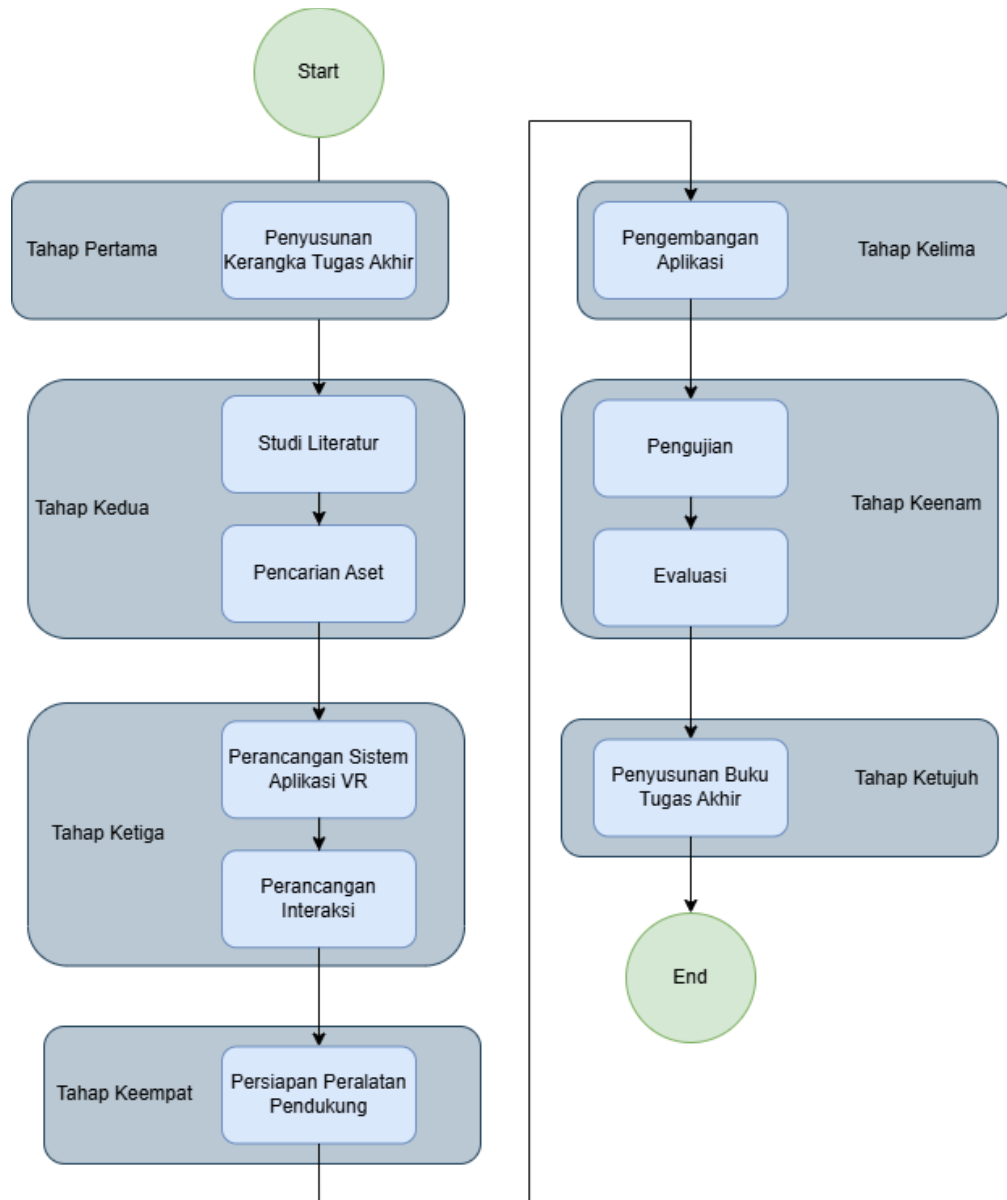 Start
Tahap Pertama
Penyusunan
Kerangka Tugas Akhir
Tahap Kedua
Studi Literatur
Pencarian Aset
Tahap Ketiga
Perancangan Sistem
Aplikasi VR
Perancangan
Interaksi
Tahap Keempat
Persiapan Peralatan
Pendukung
Pengembangan
Aplikasi
Tahap Kelima
Pengujian
Evaluasi
Tahap Keenam
Penyusunan Buku
Tugas Akhir
Tahap Ketujuh
End